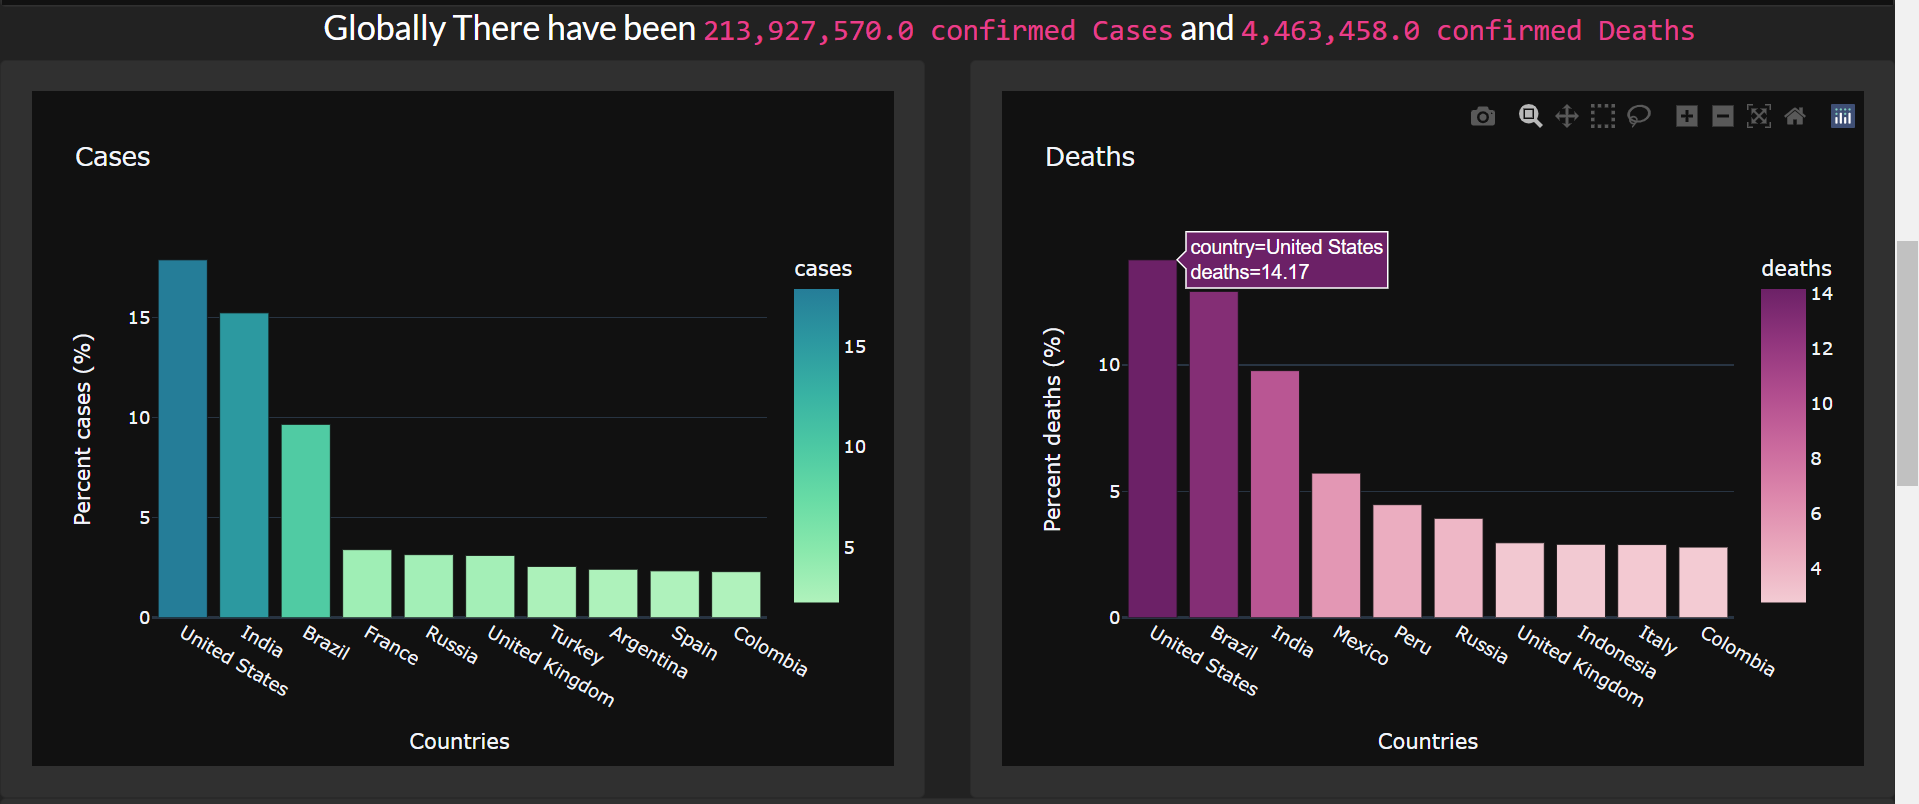 Globally There have been 213,927,570.0 confirmed Cases and 4,463,458.0 confirmed Deaths
Cases
Percent cases (%)
15
10
5
0
United States
India
Brazil
France
Russia
United Kingdom
Turkey
Argentina
Spain
Colombia
Countries
cases
15
10
5
Deaths
country=United States
deaths=14.17
Percent deaths (%)
10
5
0
United States
Brazil
India
Mexico
Peru
Russia
United Kingdom
Indonesia
Italy
Colombia
Countries
deaths
14
12
10
8
6
4